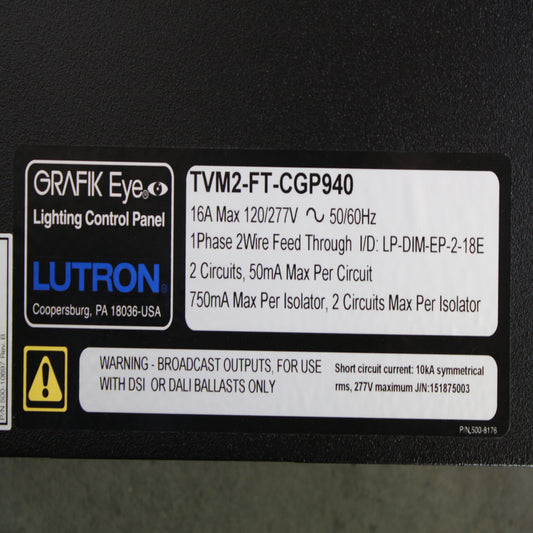 GRAFIK Eye®
Lighting Control Panel
LUTRON®
Coopersburg, PA 18036-USA
TVM2-FT-CGP940
16A Max 120/277V ∿ 50/60Hz
1Phase 2Wire Feed Through I/D: LP-DIM-EP-2-18E
2 Circuits, 50mA Max Per Circuit
750mA Max Per Isolator, 2 Circuits Max Per Isolator
WARNING - BROADCAST OUTPUTS, FOR USE
WITH DSI OR DALI BALLASTS ONLY
Short circuit current: 10kA symmetrical
rms, 277V maximum J/N:151875003
P/N 500-8176
P/N 500-10697 Rev. B